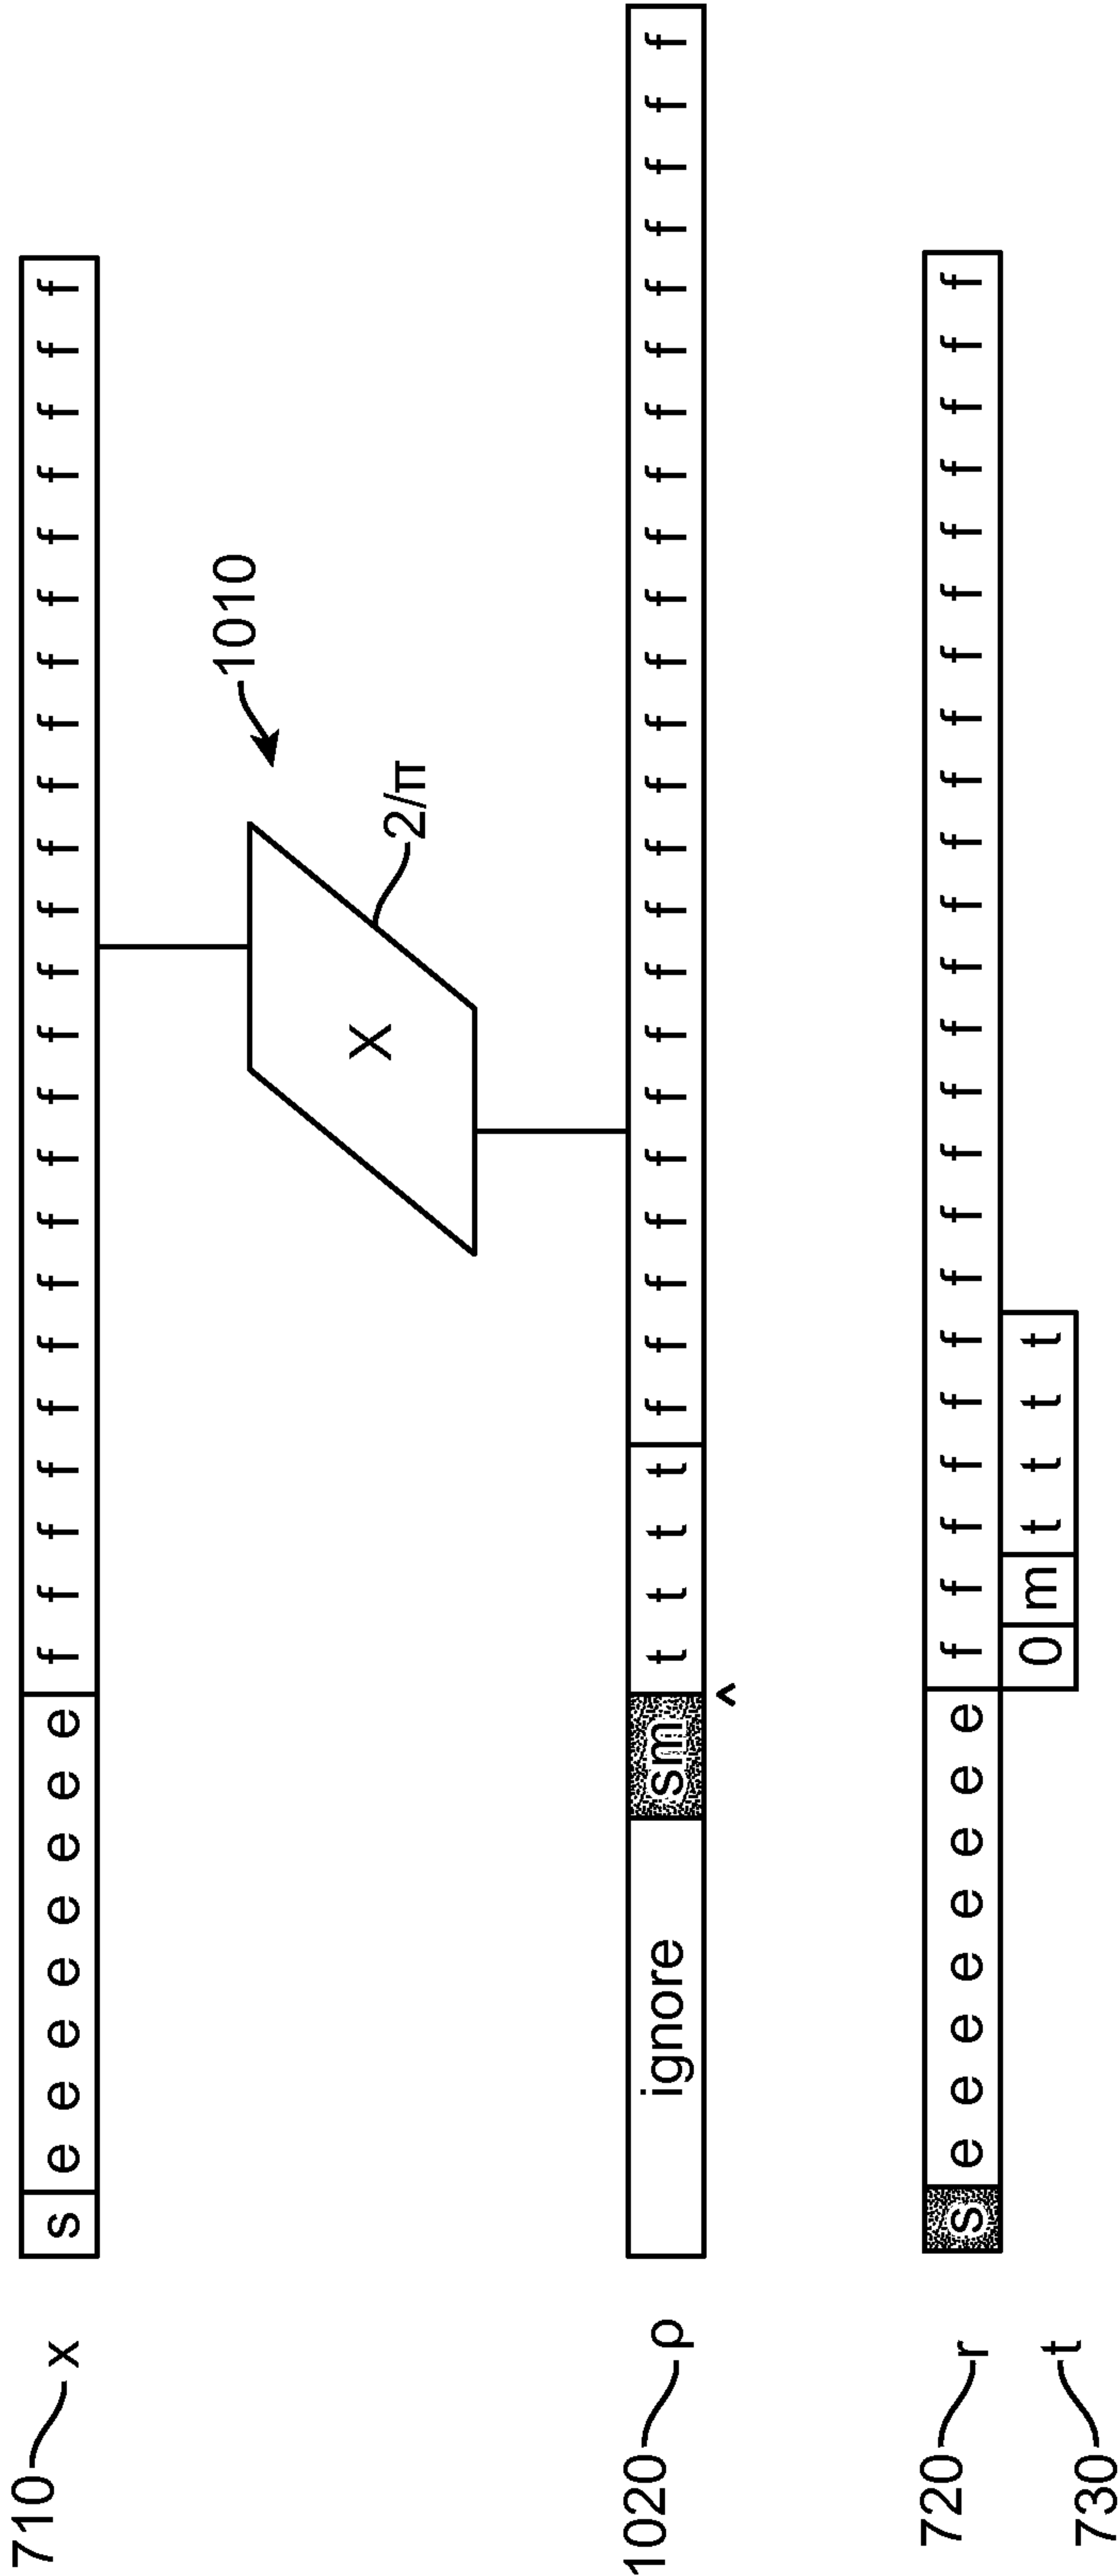 710 x s e e e e e e e e f f f f f f f f f f f f f f f f f f f f f f f
1010
X
2/π
1020 ρ ignore sm t t t t f f f f f f f f f f f f f f f f f f f f f f f
^
720 r s e e e e e e e e f f f f f f f f f f f f f f f f f f f f f f f
730 t 0 m t t t t